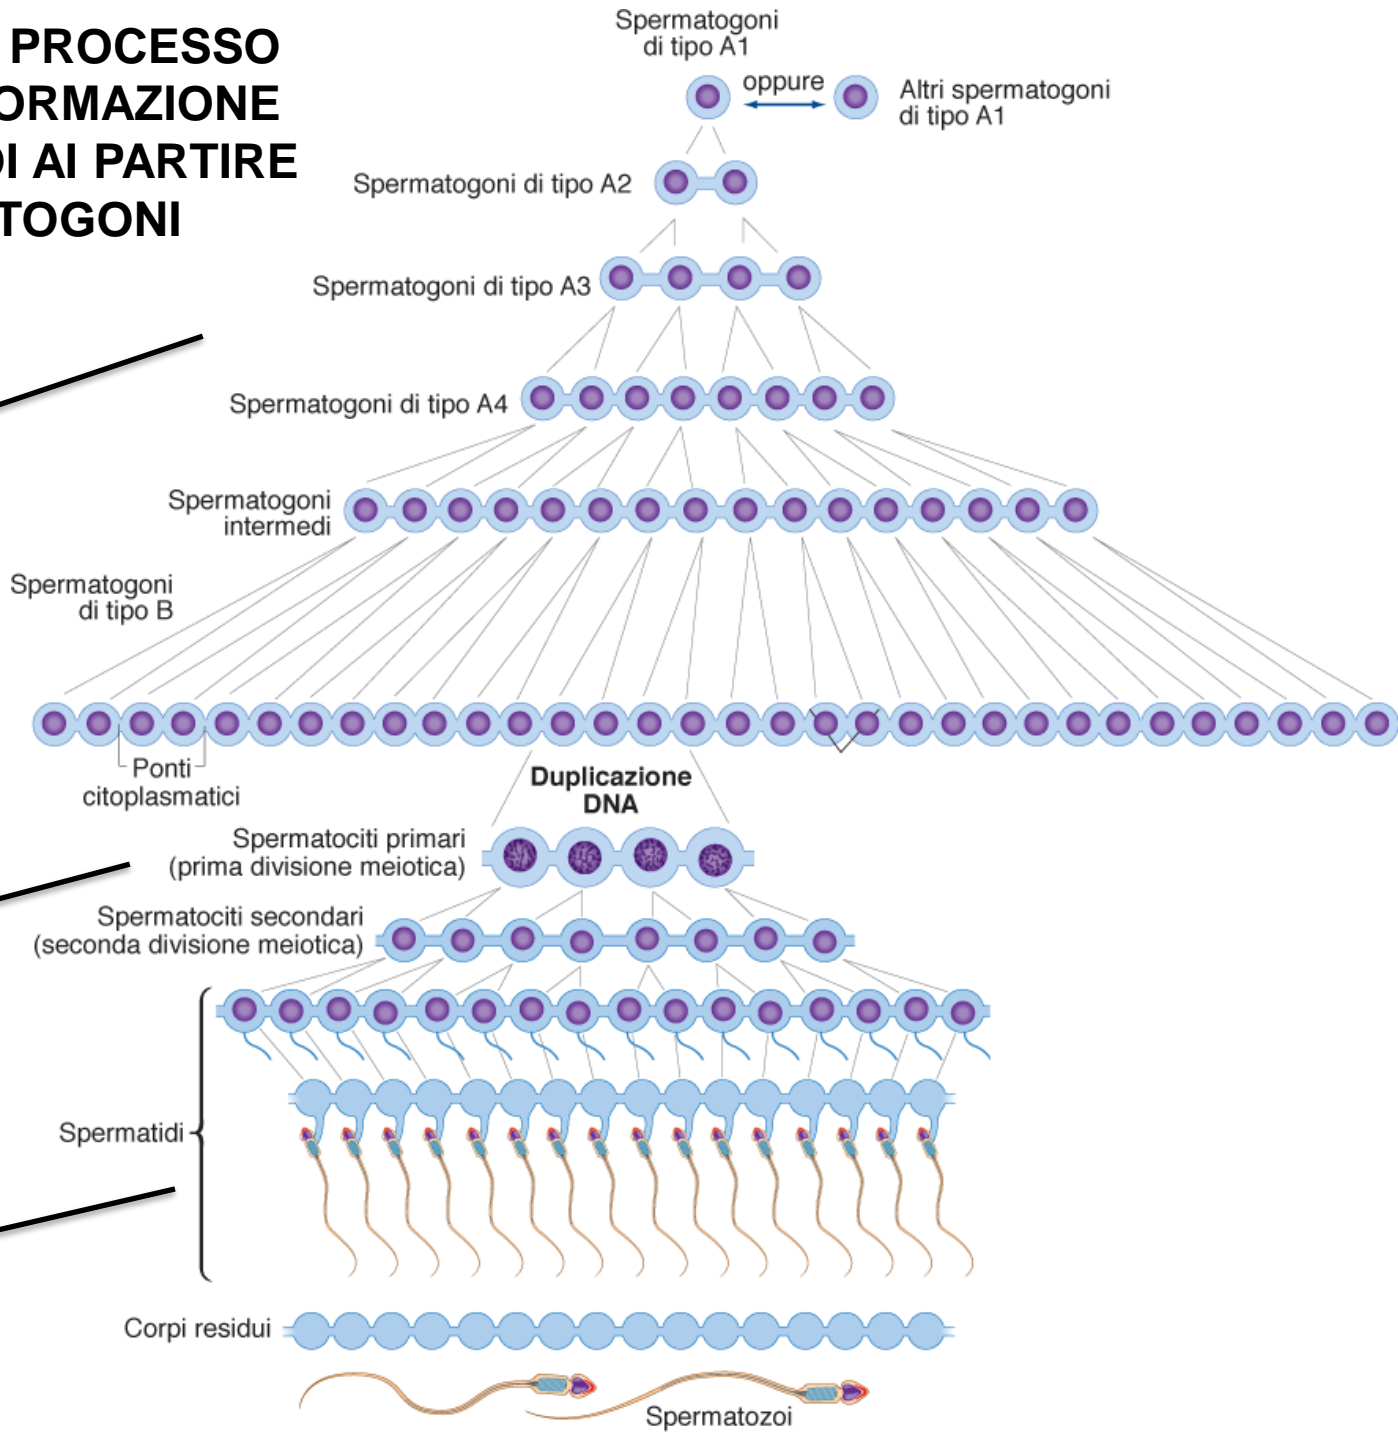 PROCESSO
ORMAZIONE
DI AI PARTIRE
TOGONI
Spermatogoni
di tipo A1
oppure
Altri spermatogoni
di tipo A1
Spermatogoni di tipo A2
Spermatogoni di tipo A3
Spermatogoni di tipo A4
Spermatogoni
intermedi
Spermatogoni
di tipo B
Ponti
citoplasmatici
Duplicazione
DNA
Spermatociti primari
(prima divisione meiotica)
Spermatociti secondari
(seconda divisione meiotica)
Spermatidi
Corpi residui
Spermatozoi